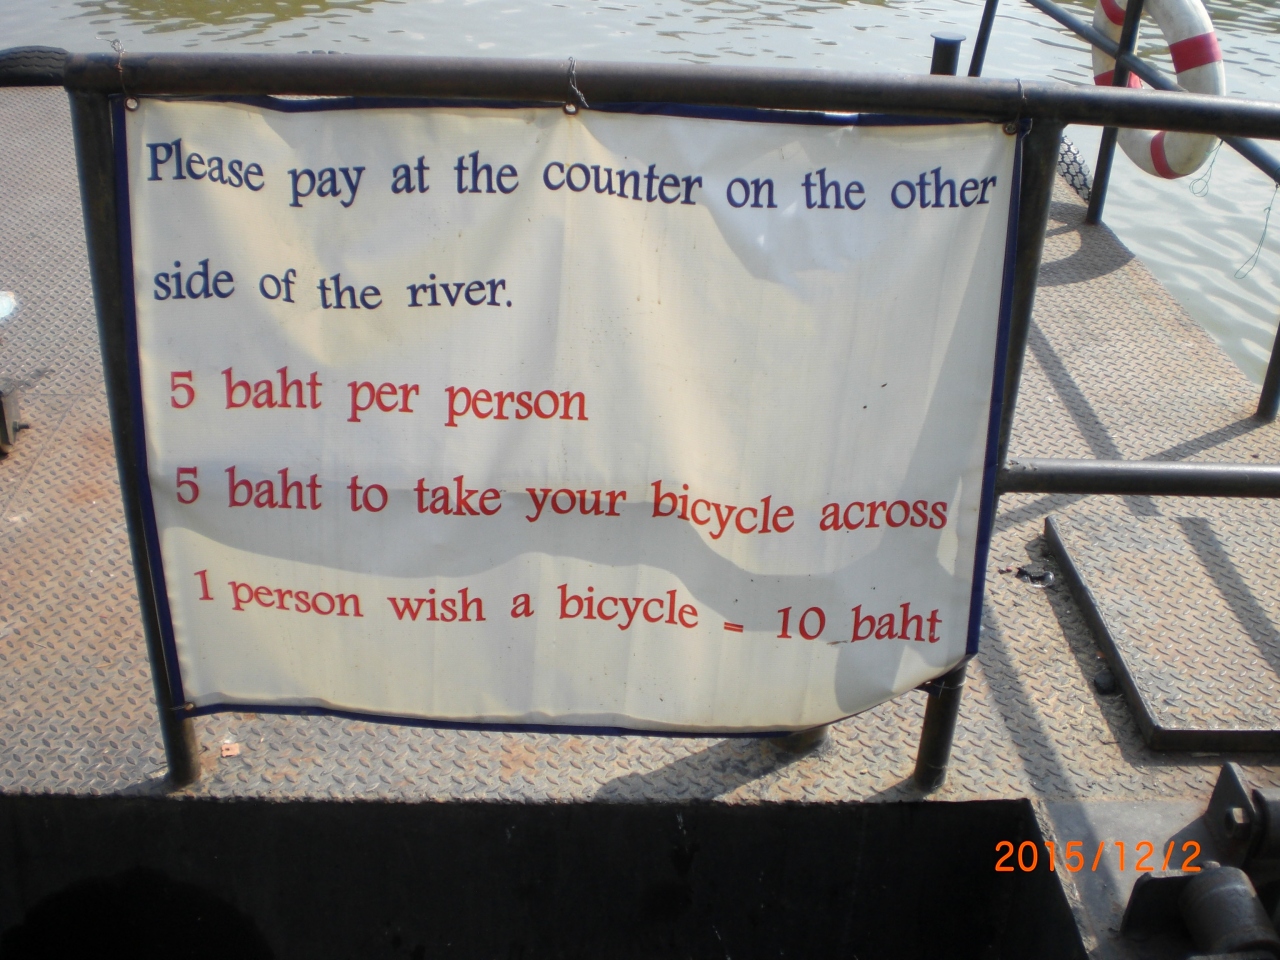 Please pay at the counter on the other
side of the river.
5 baht per person
5 baht to take your bicycle across
1 person wish a bicycle = 10 baht
2015/12/2